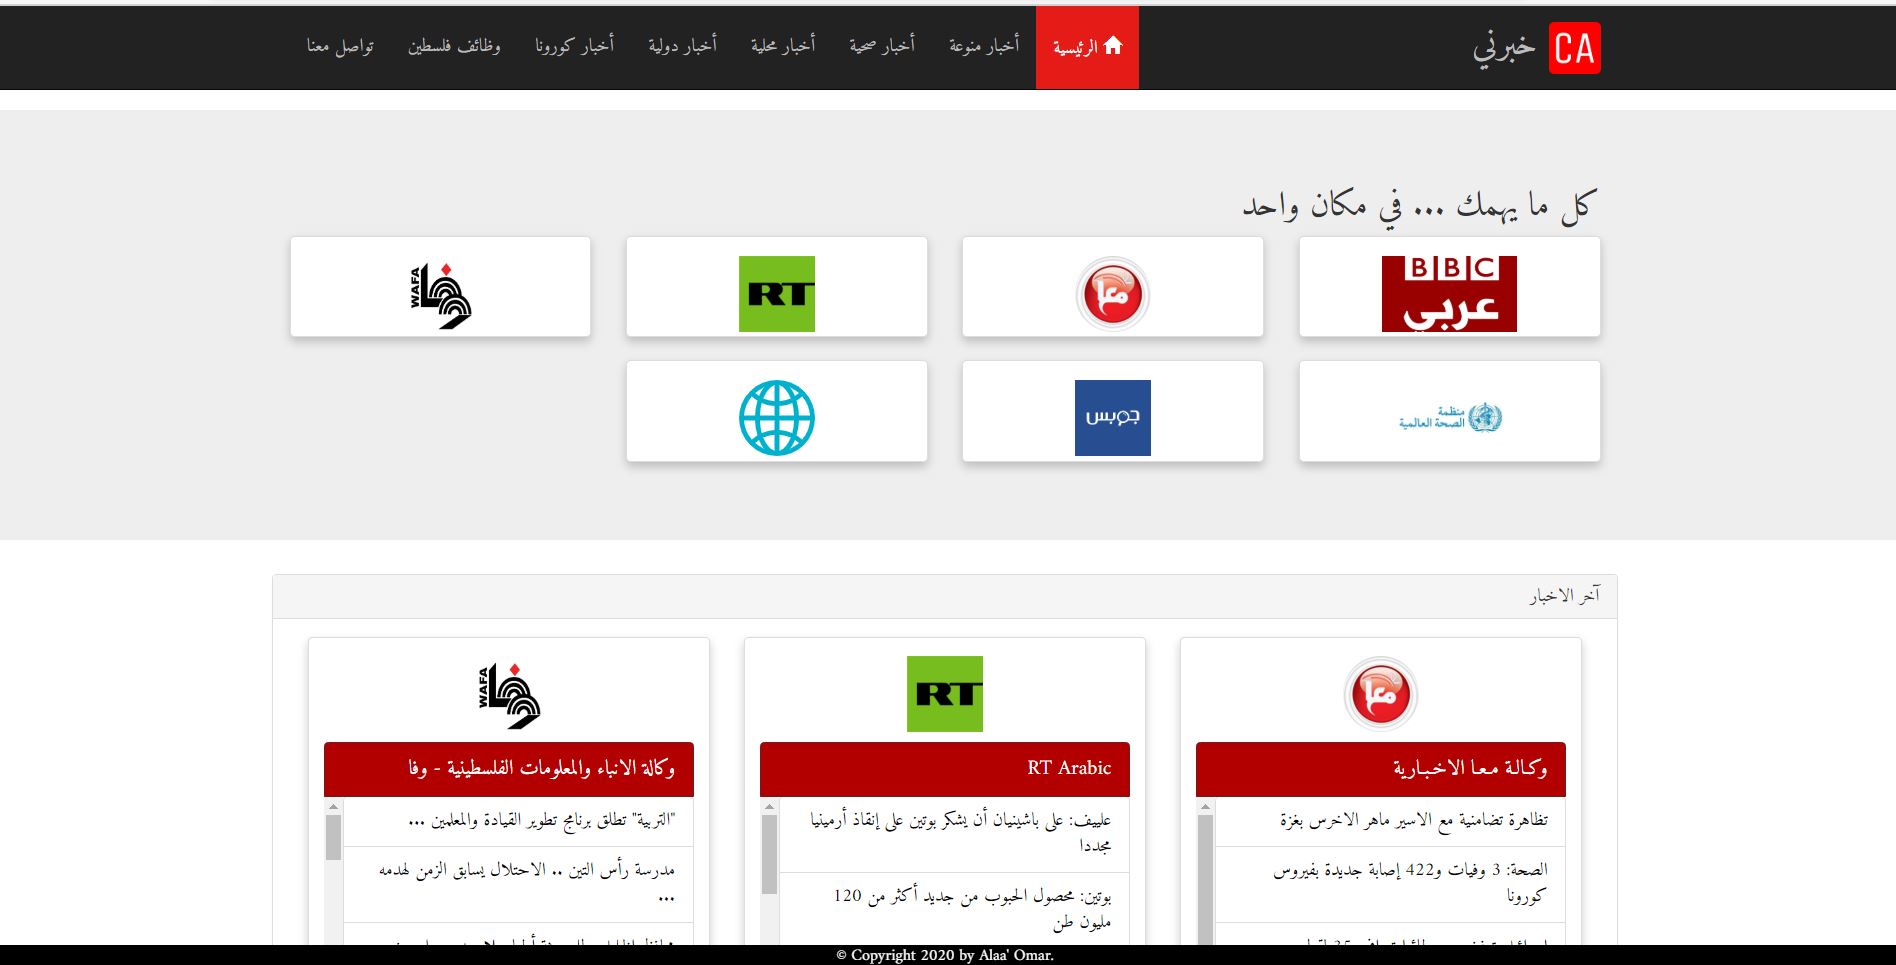 CA خبرني
الرئيسية
أخبار منوعة
أخبار صحية
أخبار محلية
أخبار دولية
أخبار كورونا
وظائف فلسطين
تواصل معنا
كل ما يهمك ... في مكان واحد
BBC
عربي
معا
RT
WAFA
وفا
منظمة
الصحة العالمية
جوبس
آخر الاخبار
معا
وكـالـة مـعـا الاخـبـارية
تظاهرة تضامنية مع الاسير ماهر الاخرس بغزة
الصحة: 3 وفيات و422 إصابة جديدة بفيروس
كورونا
RT
RT Arabic
علييف: على باشينيان أن يشكر بوتين على إنقاذ أرمينيا
مجددا
بوتين: محصول الحبوب من جديد أكثر من 120
مليون طن
WAFA
وفا
وكالة الانباء والمعلومات الفلسطينية - وفا
"التربية" تطلق برنامج تطوير القيادة والمعلمين ...
مدرسة رأس التين .. الاحتلال يسابق الزمن لهدمه
...
© Copyright 2020 by Alaa' Omar.